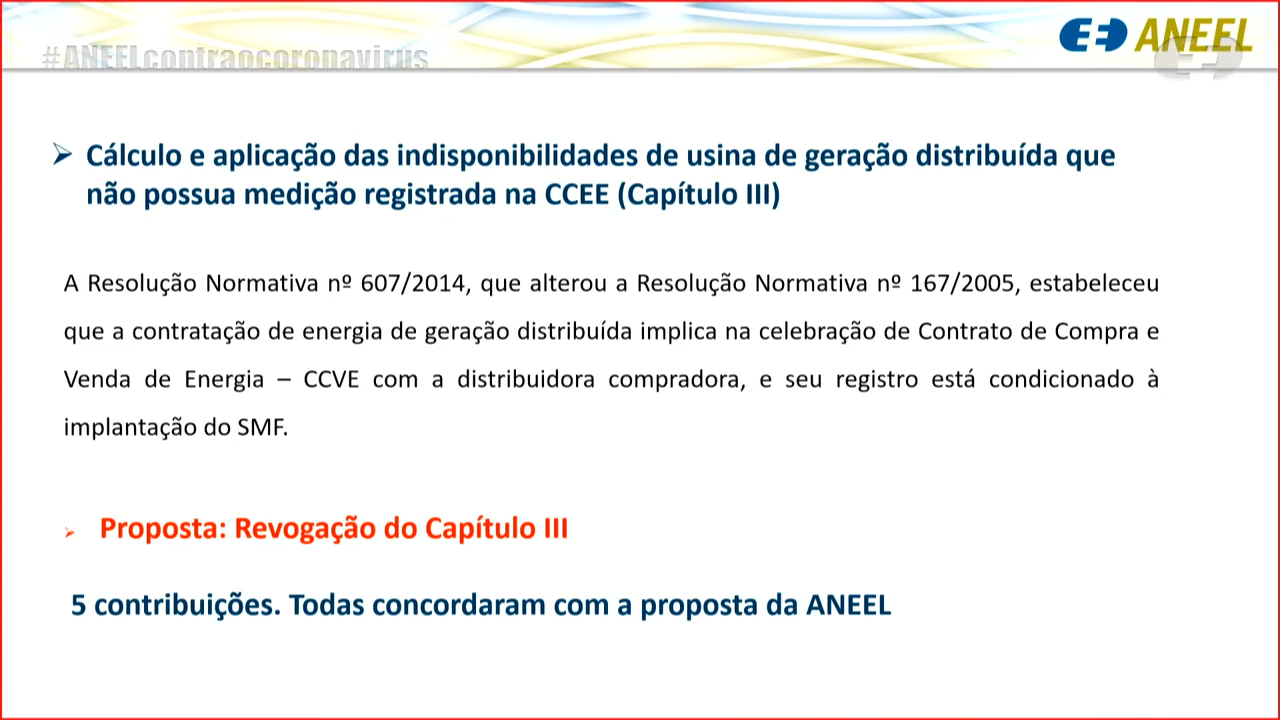 #ANEELcontraocoronavirus
ANEEL
Cálculo e aplicação das indisponibilidades de usina de geração distribuída que
não possua medição registrada na CCEE (Capítulo III)
A Resolução Normativa nº 607/2014, que alterou a Resolução Normativa nº 167/2005, estabeleceu
que a contratação de energia de geração distribuída implica na celebração de Contrato de Compra e
Venda de Energia – CCVE com a distribuidora compradora, e seu registro está condicionado à
implantação do SMF.
Proposta: Revogação do Capítulo III
5 contribuições. Todas concordaram com a proposta da ANEEL